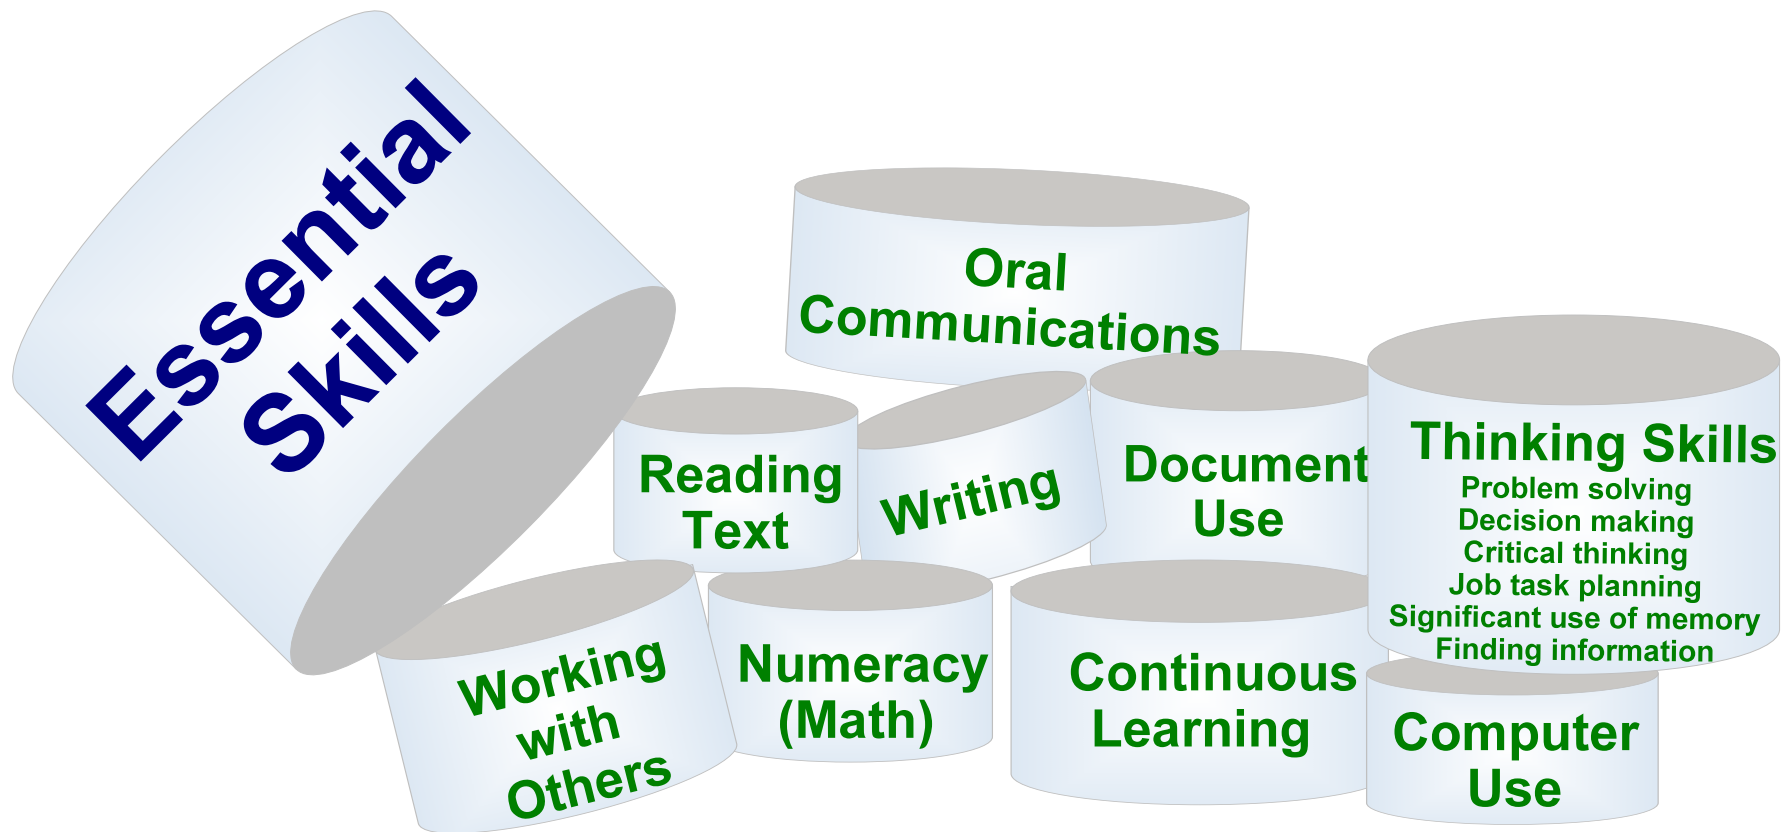 Essential
Skills
Oral
Communications
Reading
Text
Writing
Document
Use
Thinking Skills
Problem solving
Decision making
Critical thinking
Job task planning
Significant use of memory
Finding information
Working
with
Others
Numeracy
(Math)
Continuous
Learning
Computer
Use